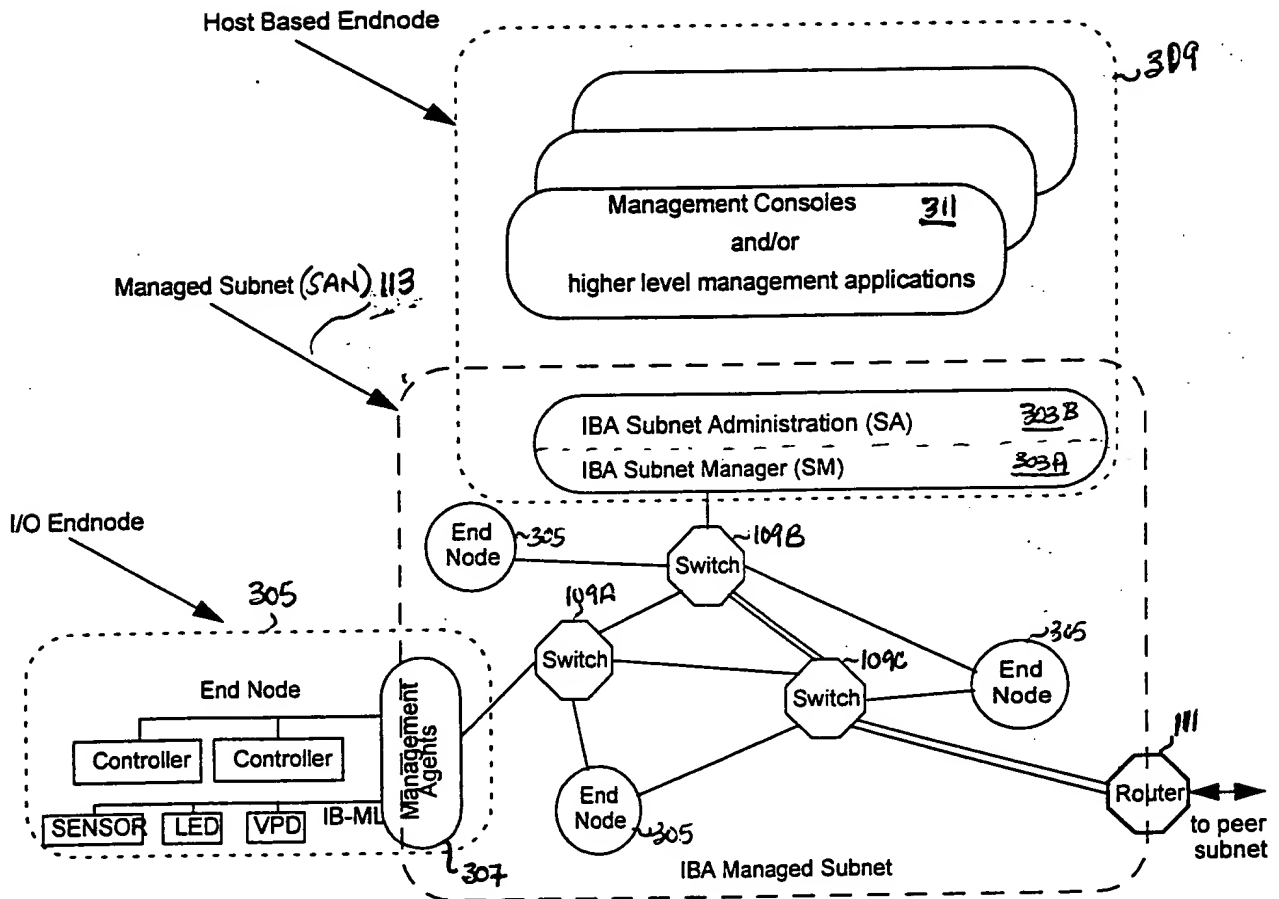 Host Based Endnode
309
Management Consoles 311
and/or
higher level management applications
Managed Subnet (SAN) 113
IBA Subnet Administration (SA) 303B
IBA Subnet Manager (SM) 303A
I/O Endnode
End
Node
305
109B
Switch
305
109A
Switch
109C
Switch
305
End
Node
End Node
Controller
Controller
Management
Agents
111
Router
to peer
subnet
SENSOR
LED
VPD
IB-ML
End
Node
305
307
IBA Managed Subnet